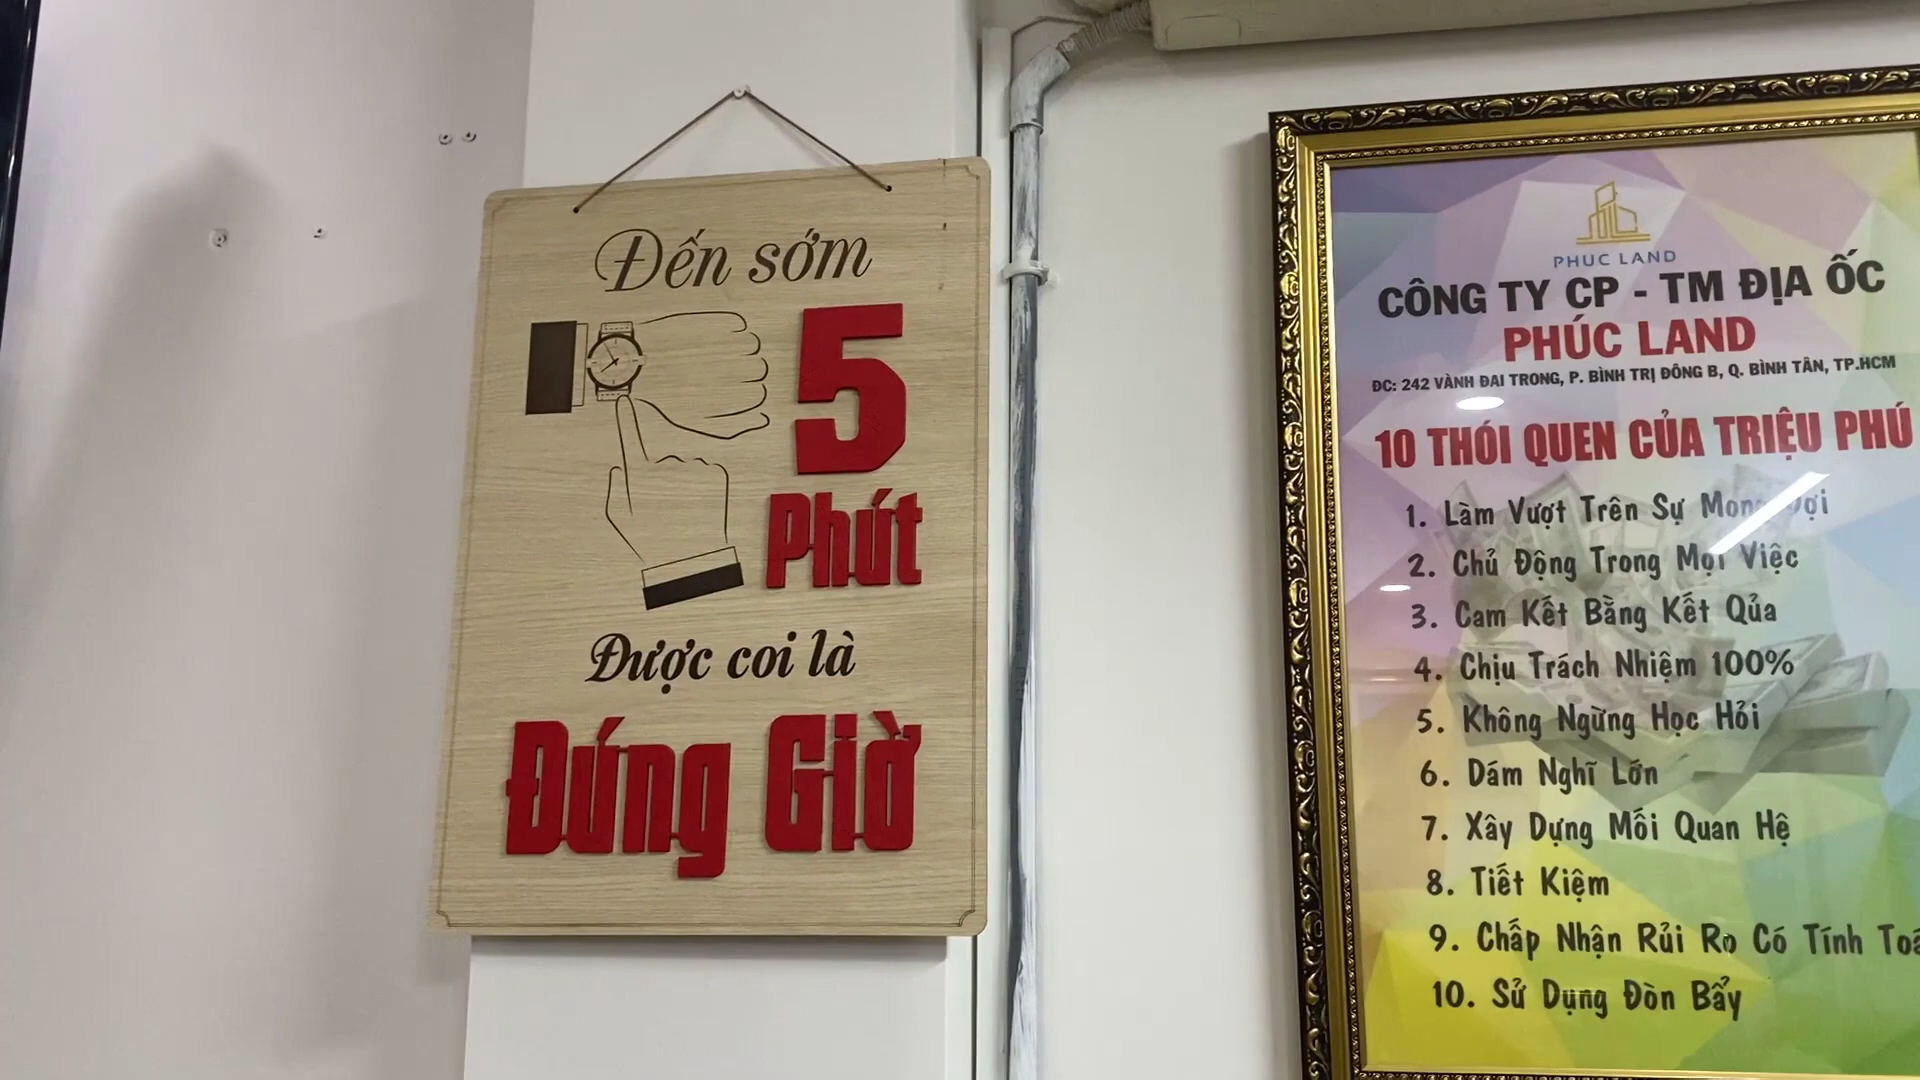 Đến sớm
5
Phút
Được coi là
Đúng Giờ
PHUC LAND
CÔNG TY CP - TM ĐỊA ỐC
PHÚC LAND
ĐC: 242 VÀNH ĐAI TRONG, P. BÌNH TRỊ ĐÔNG B, Q. BÌNH TÂN, TP.HCM
10 THÓI QUEN CỦA TRIỆU PHÚ
1. Làm Vượt Trên Sự Mong Đợi
2. Chủ Động Trong Mọi Việc
3. Cam Kết Bằng Kết Qủa
4. Chịu Trách Nhiệm 100%
5. Không Ngừng Học Hỏi
6. Dám Nghĩ Lớn
7. Xây Dựng Mối Quan Hệ
8. Tiết Kiệm
9. Chấp Nhận Rủi Ro Có Tính
10. Sử Dụng Đòn Bẩy